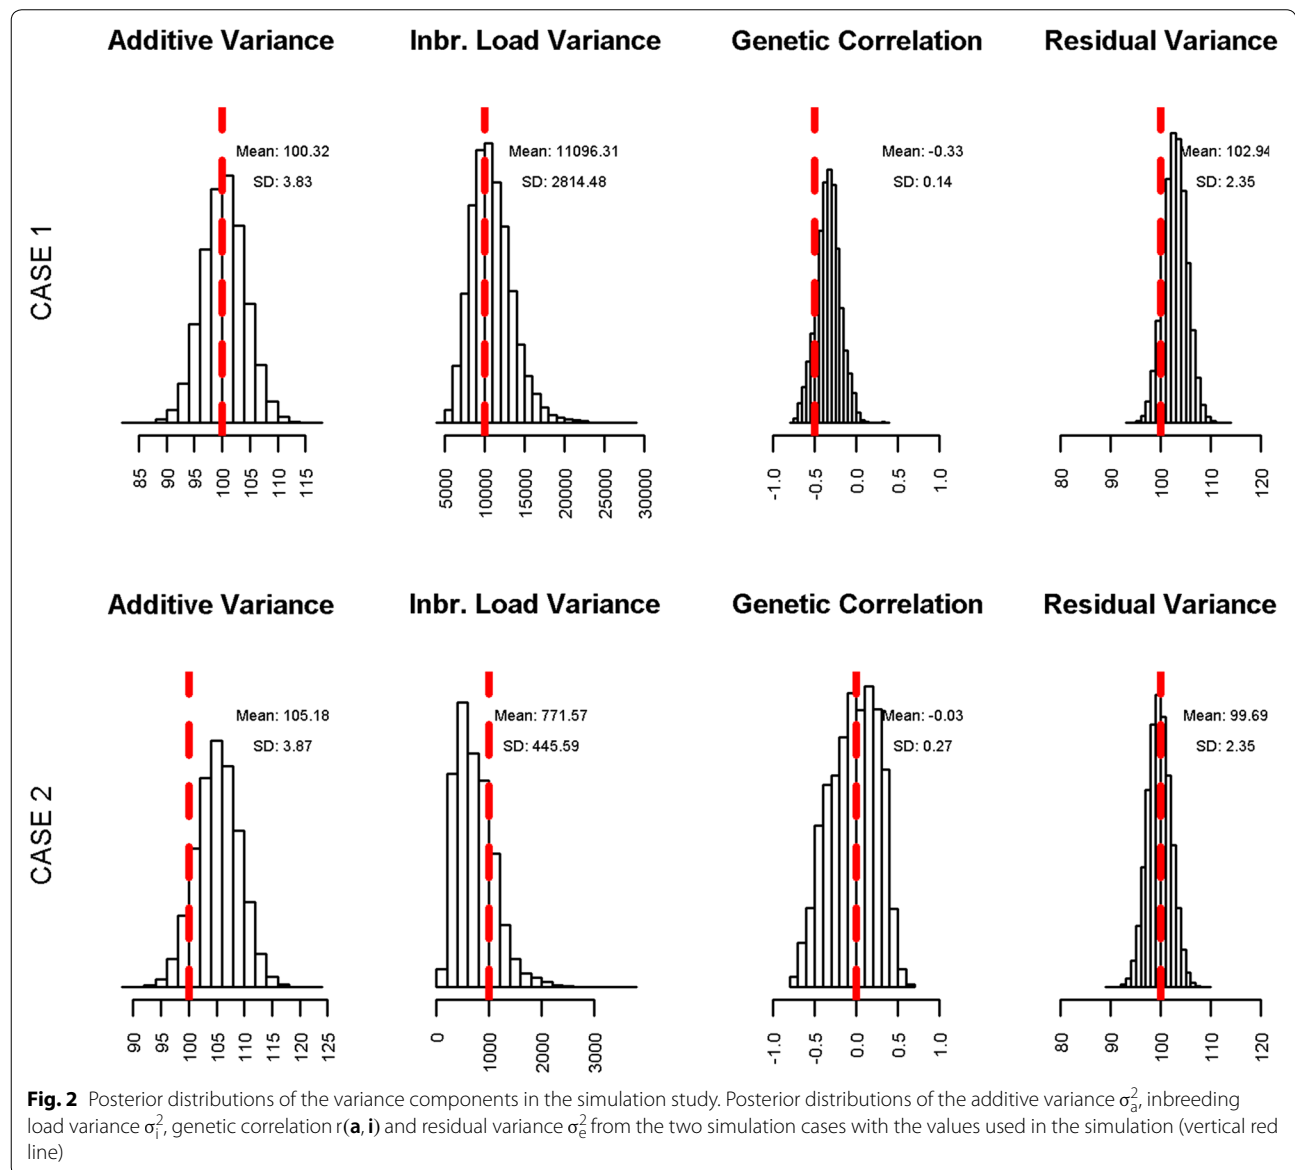 Additive Variance Inbr. Load Variance Genetic Correlation Residual Variance
CASE 1
Mean: 100.32
SD: 3.83
85 90 95 100 105 110 115
Mean: 11096.31
SD: 2814.48
5000 10000 15000 20000 25000 30000
Mean: -0.33
SD: 0.14
-1.0 -0.5 0.0 0.5 1.0
Mean: 102.94
SD: 2.35
80 90 100 110 120
Additive Variance Inbr. Load Variance Genetic Correlation Residual Variance
CASE 2
Mean: 105.18
SD: 3.87
90 95 100 105 110 115 120 125
Mean: 771.57
SD: 445.59
0 1000 2000 3000
Mean: -0.03
SD: 0.27
-1.0 -0.5 0.0 0.5 1.0
Mean: 99.69
SD: 2.35
80 90 100 110 120
Fig. 2 Posterior distributions of the variance components in the simulation study. Posterior distributions of the additive variance σ²ₐ, inbreeding
load variance σ²ᵢ, genetic correlation r(a, i) and residual variance σ²ₑ from the two simulation cases with the values used in the simulation (vertical red
line)